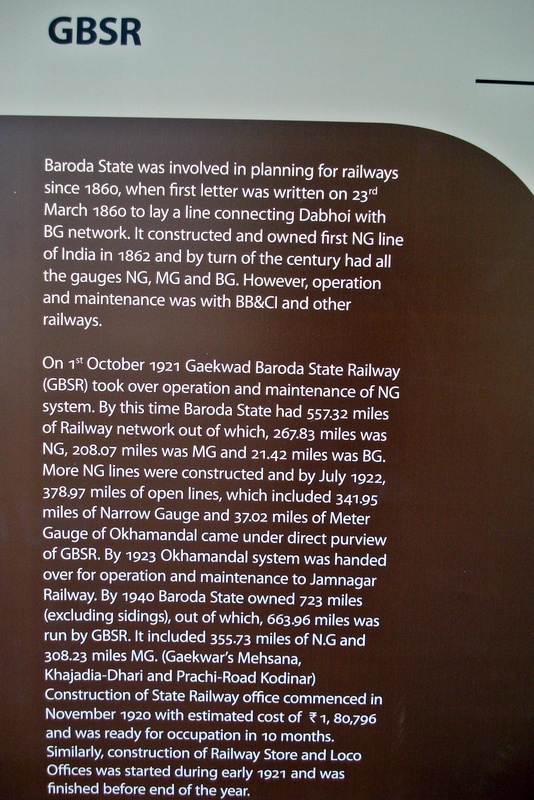 GBSR
Baroda State was involved in planning for railways
since 1860, when first letter was written on 23rd
March 1860 to lay a line connecting Dabhoi with
BG network. It constructed and owned first NG line
of India in 1862 and by turn of the century had all
the gauges NG, MG and BG. However, operation
and maintenance was with BB&CI and other
railways.
On 1st October 1921 Gaekwad Baroda State Railway
(GBSR) took over operation and maintenance of NG
system. By this time Baroda State had 557.32 miles
of Railway network out of which, 267.83 miles was
NG, 208.07 miles was MG and 21.42 miles was BG.
More NG lines were constructed and by July 1922,
378.97 miles of open lines, which included 341.95
miles of Narrow Gauge and 37.02 miles of Meter
Gauge of Okhamandal came under direct purview
of GBSR. By 1923 Okhamandal system was handed
over for operation and maintenance to Jamnagar
Railway. By 1940 Baroda State owned 723 miles
(excluding sidings), out of which, 663.96 miles was
run by GBSR. It included 355.73 miles of N.G and
308.23 miles MG. (Gaekwar's Mehsana,
Khajadia-Dhari and Prachi-Road Kodinar)
Construction of State Railway office commenced in
November 1920 with estimated cost of ₹ 1, 80,796
and was ready for occupation in 10 months.
Similarly, construction of Railway Store and Loco
Offices was started during early 1921 and was
finished before end of the year.